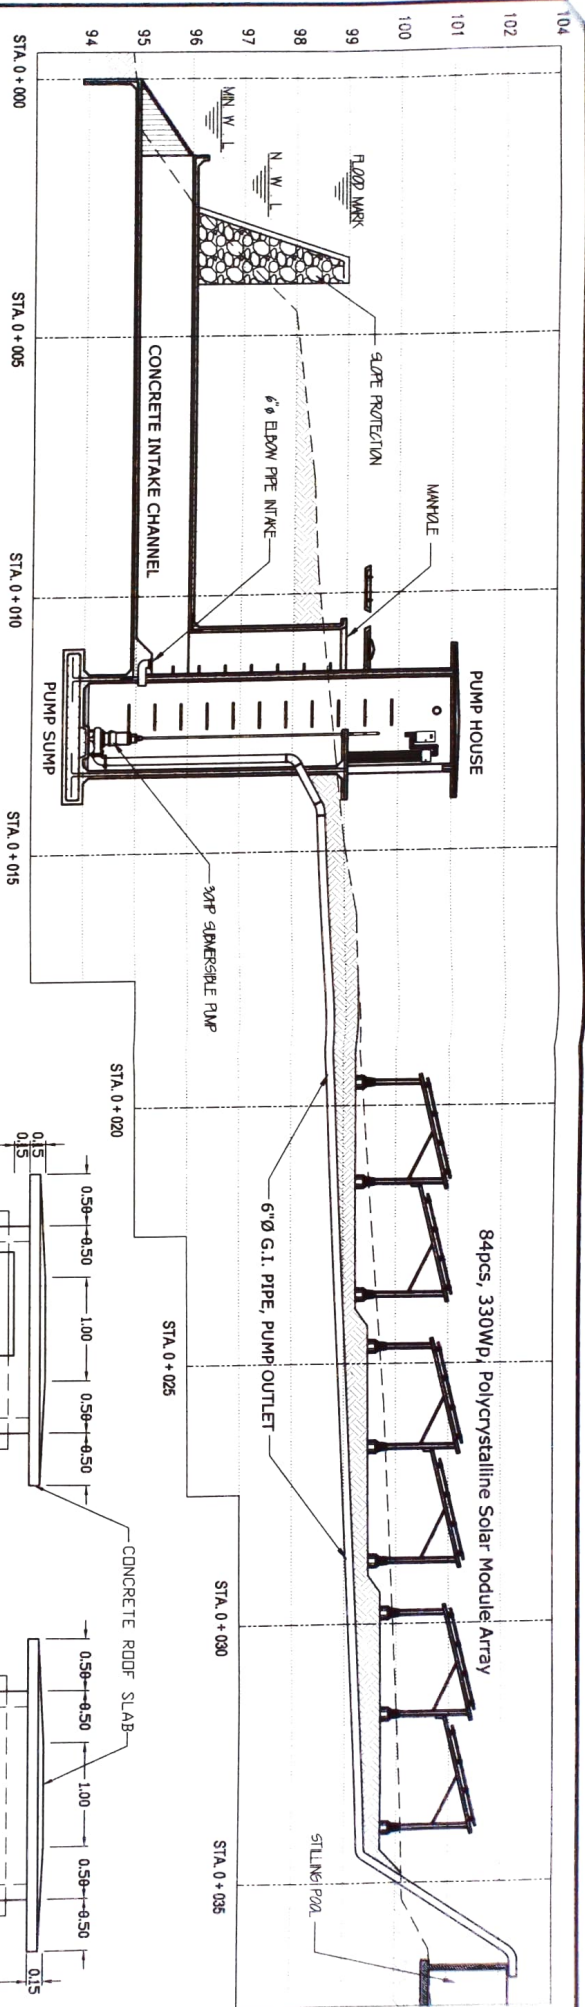 104
102
101
100
99
98
97
96
95
94
FLOOD MARK
N . W . L
MIN W . L
SLOPE PROTECTION
MANHOLE
6"ø ELBOW PIPE INTAKE
CONCRETE INTAKE CHANNEL
PUMP HOUSE
PUMP SUMP
30HP SUBMERSIBLE PUMP
84pcs, 330Wp, Polycrystalline Solar Module Array
6"Ø G.I. PIPE, PUMP OUTLET
STILLING POOL
STA. 0 + 000
STA. 0 + 005
STA. 0 + 010
STA. 0 + 015
STA. 0 + 020
STA. 0 + 025
STA. 0 + 030
STA. 0 + 035
0.50 0.50 1.00 0.50 0.50
0.15
0.15
CONCRETE ROOF SLAB
0.50 0.50 1.00 0.50 0.50
0.15